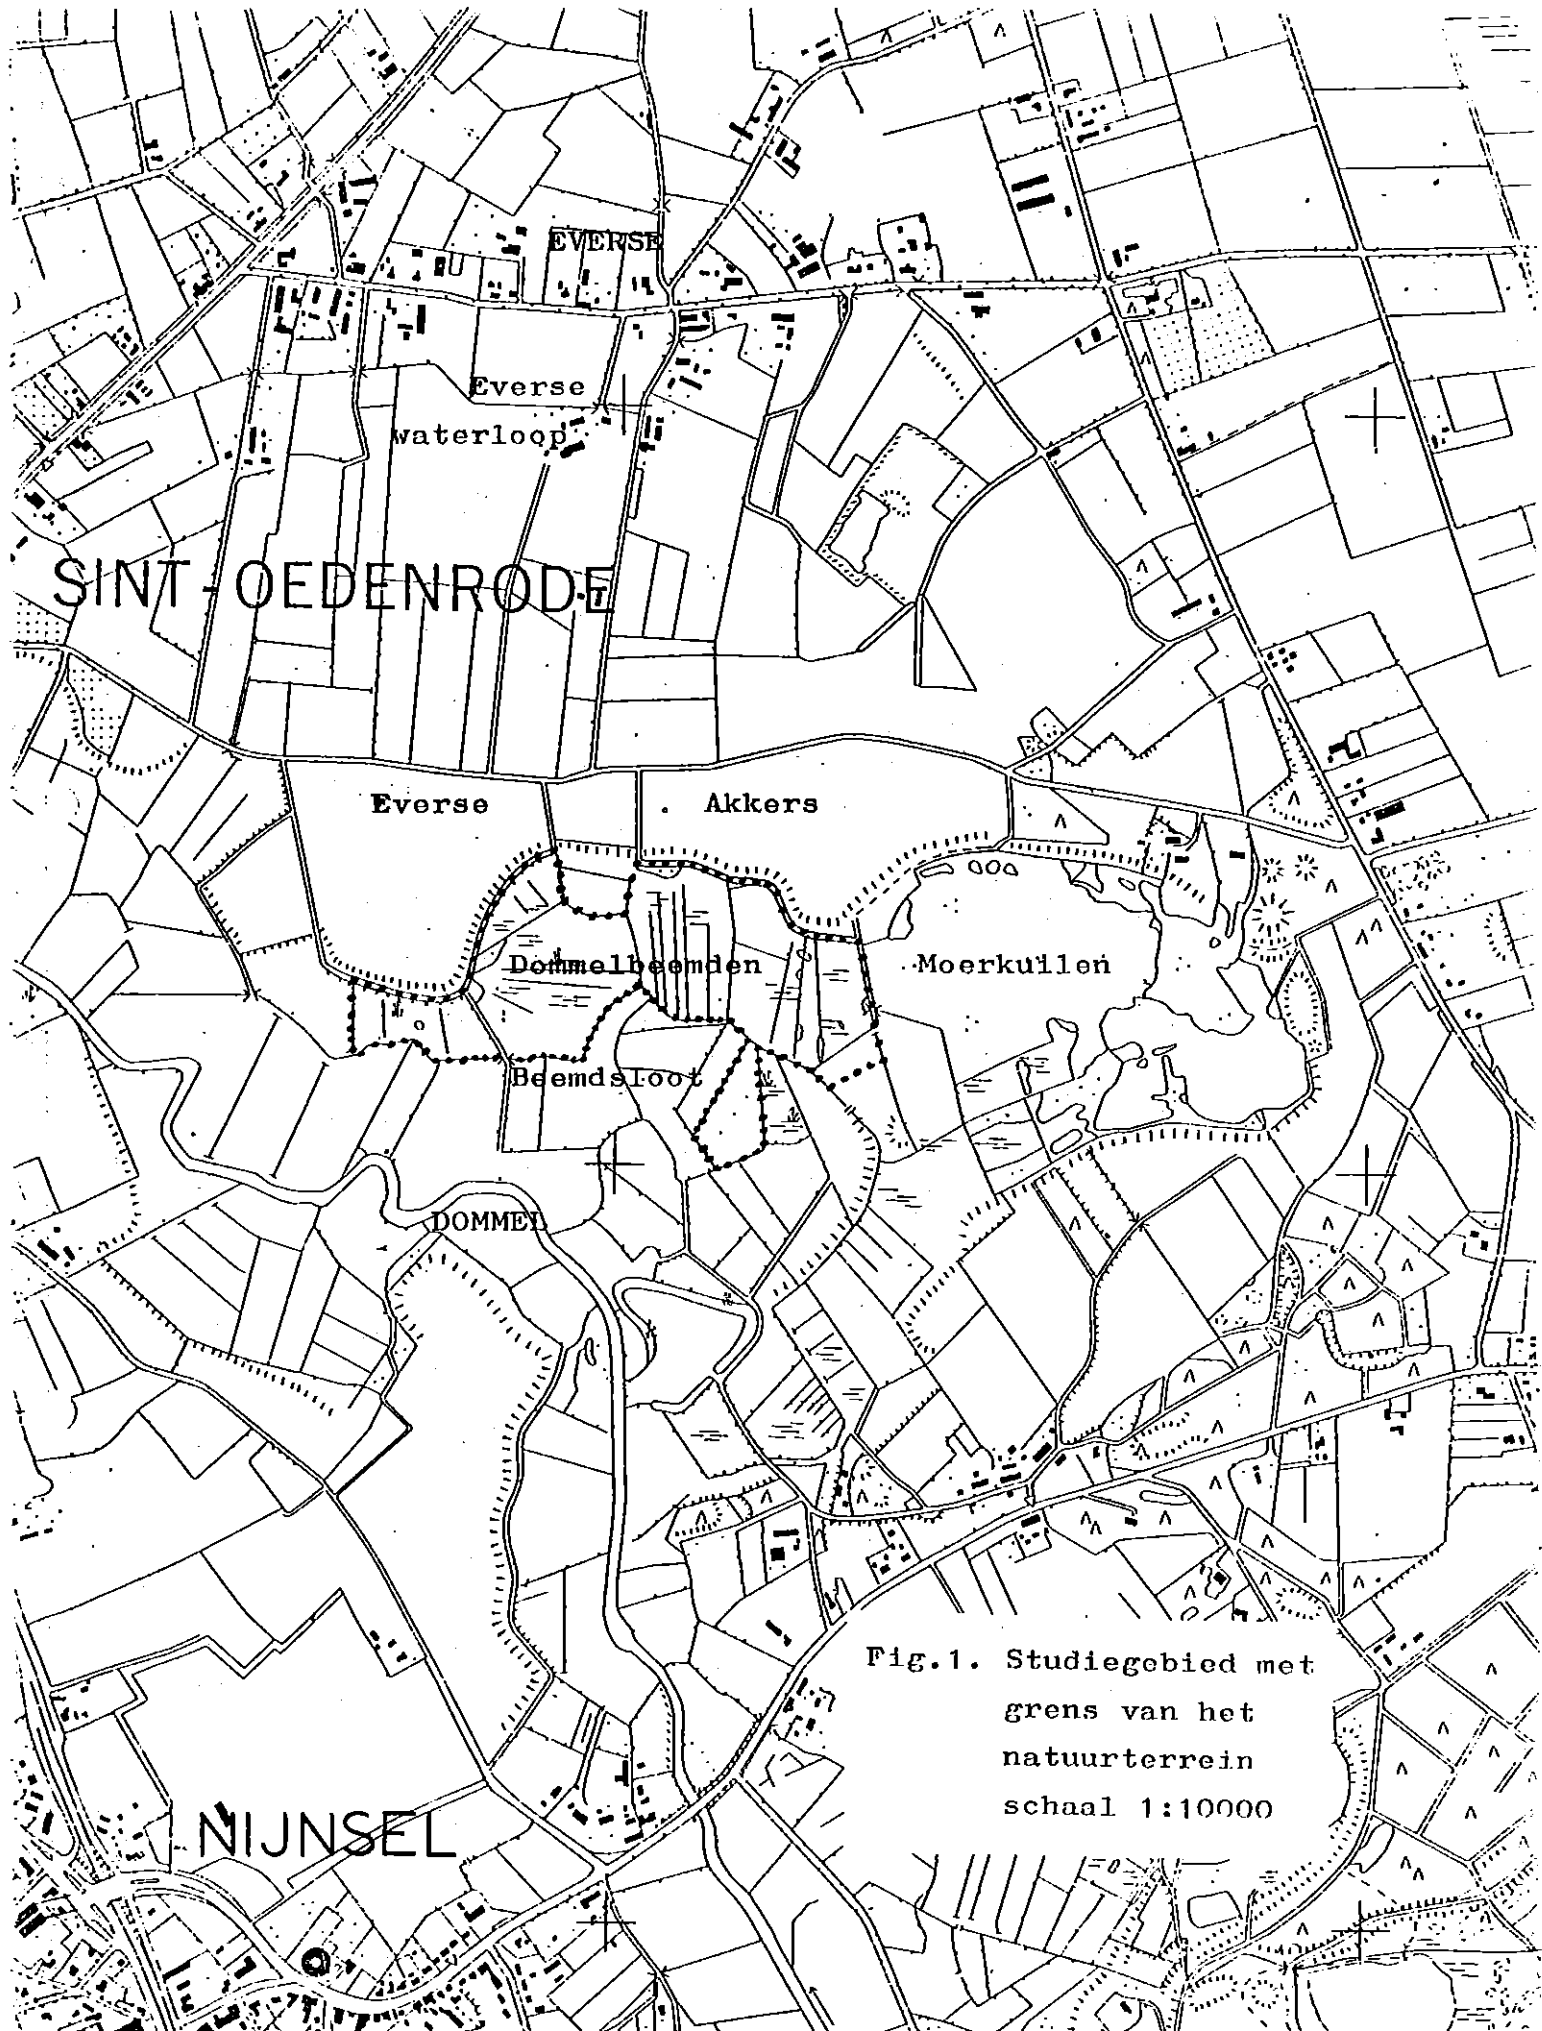 EVERSE
Everse
waterloop
SINT-OEDENRODE
Everse Akkers
Dommelbeemden Moerkuilen
Beemdsloot
DOMMEL
Fig.1. Studiegebied met
grens van het
natuurterrein
schaal 1:10000
NIJNSEL